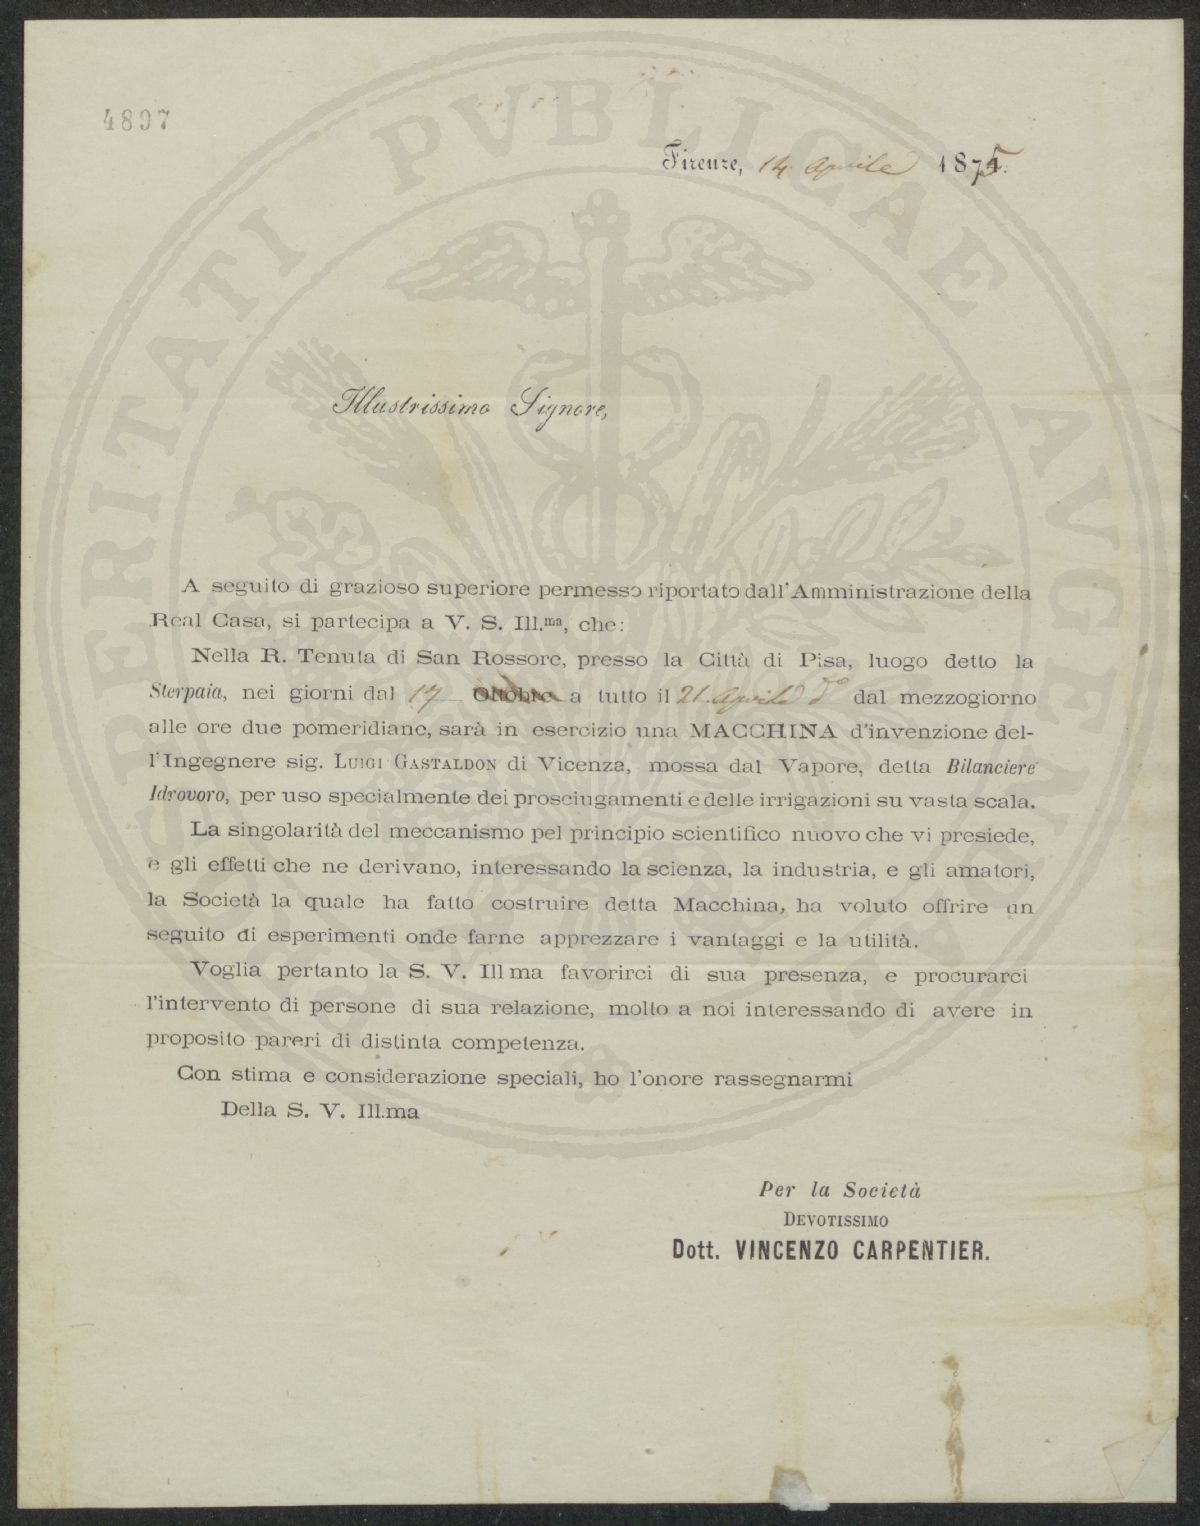 4897
Firenze, 14. Aprile 1875.
Illustrissimo Signore,
A seguito di grazioso superiore permesso riportato dall'Amministrazione della
Real Casa, si partecipa a V. S. Ill.ma, che:
Nella R. Tenuta di San Rossore, presso la Città di Pisa, luogo detto la
Sterpaia, nei giorni dal 17 Ottobre a tutto il 21. Aprile do dal mezzogiorno
alle ore due pomeridiane, sarà in esercizio una MACCHINA d'invenzione del-
l'Ingegnere sig. LUIGI GASTALDON di Vicenza, mossa dal Vapore, detta Bilanciere
Idrovoro, per uso specialmente dei prosciugamenti e delle irrigazioni su vasta scala.
La singolarità del meccanismo pel principio scientifico nuovo che vi presiede,
e gli effetti che ne derivano, interessando la scienza, la industria, e gli amatori,
la Società la quale ha fatto costruire detta Macchina, ha voluto offrire un
seguito di esperimenti onde farne apprezzare i vantaggi e la utilità.
Voglia pertanto la S. V. Ill ma favorirci di sua presenza, e procurarci
l'intervento di persone di sua relazione, molto a noi interessando di avere in
proposito pareri di distinta competenza.
Con stima e considerazione speciali, ho l'onore rassegnarmi
Della S. V. Ill.ma
Per la Società
DEVOTISSIMO
Dott. VINCENZO CARPENTIER.